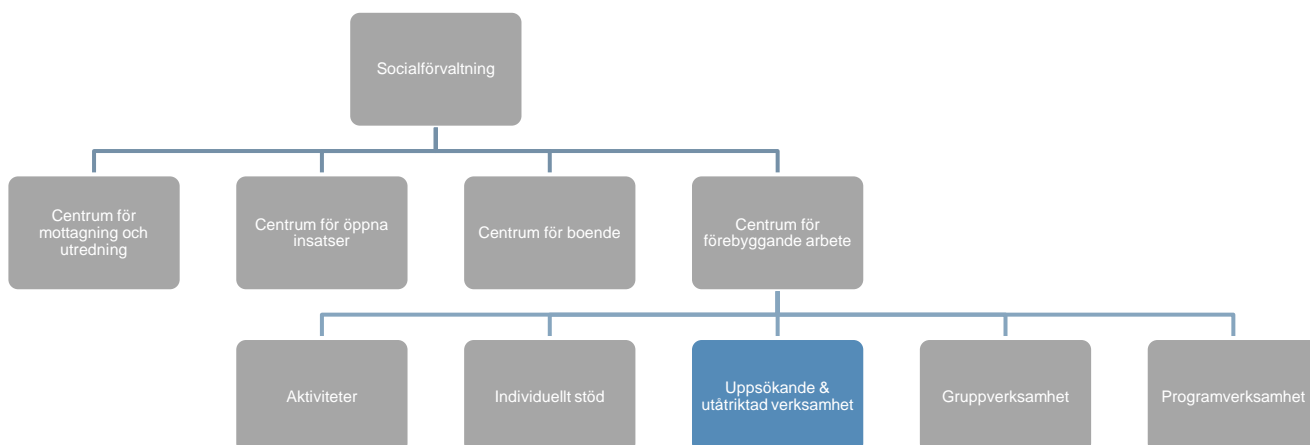 Socialförvaltning
Centrum för
mottagning och
utredning
Centrum för öppna
insatser
Centrum för boende
Centrum för
förebyggande arbete
Aktiviteter
Individuellt stöd
Uppsökande &
utåtriktad verksamhet
Gruppverksamhet
Programverksamhet